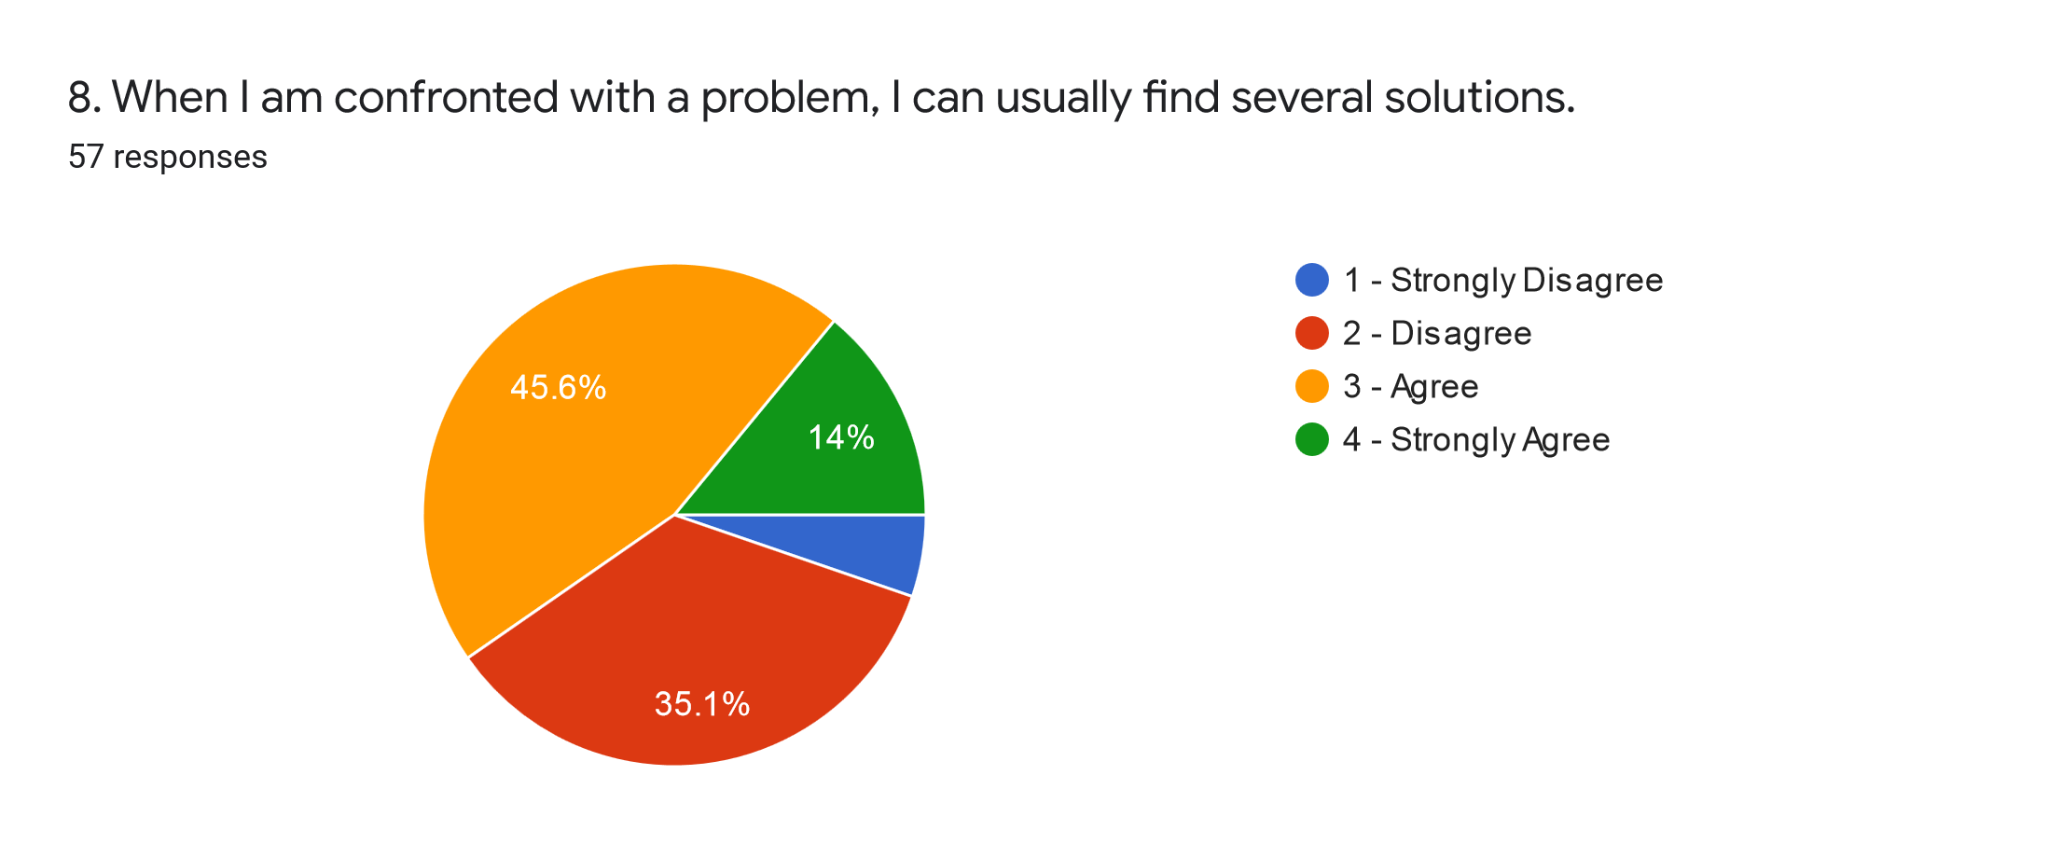 8. When I am confronted with a problem, I can usually find several solutions.
57 responses
45.6%
14%
35.1%
1 - Strongly Disagree
2 - Disagree
3 - Agree
4 - Strongly Agree